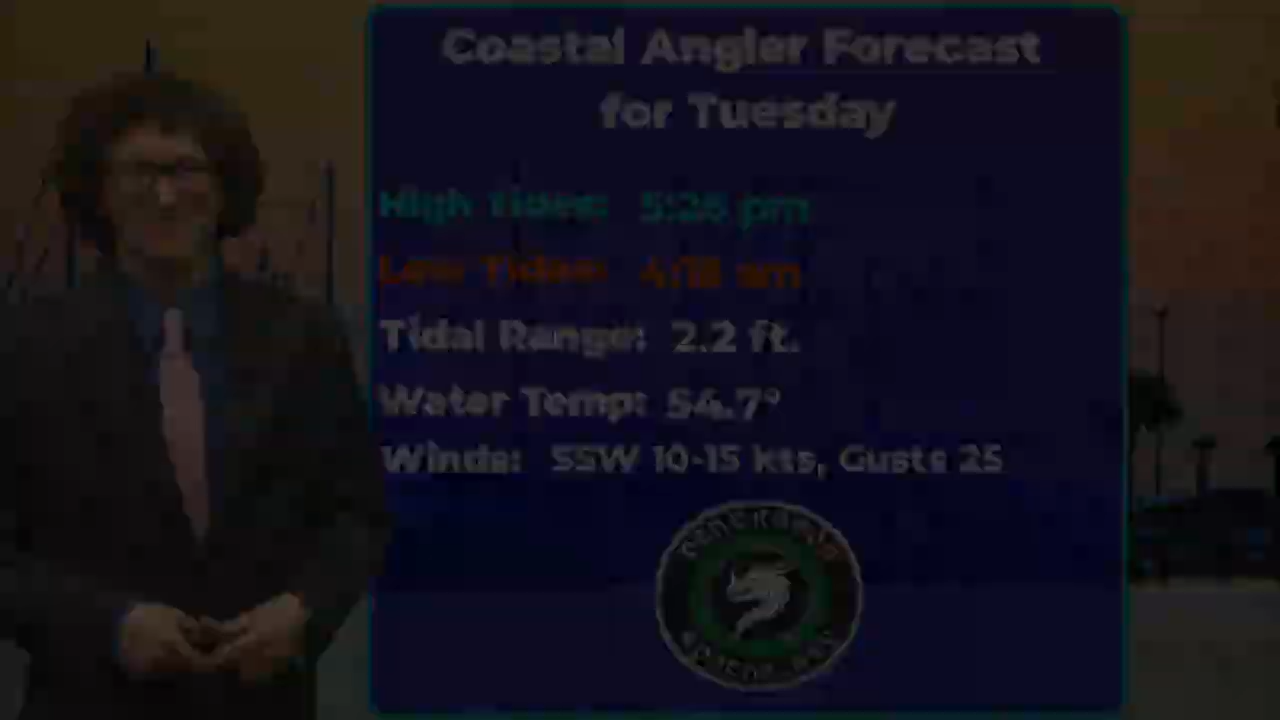 Coastal Angler Forecast
for Tuesday
High Tides: 5:26 pm
Low Tides: 4:18 am
Tidal Range: 2.2 ft.
Water Temp: 54.7°
Winds: SSW 10-15 kts, Gusts 25